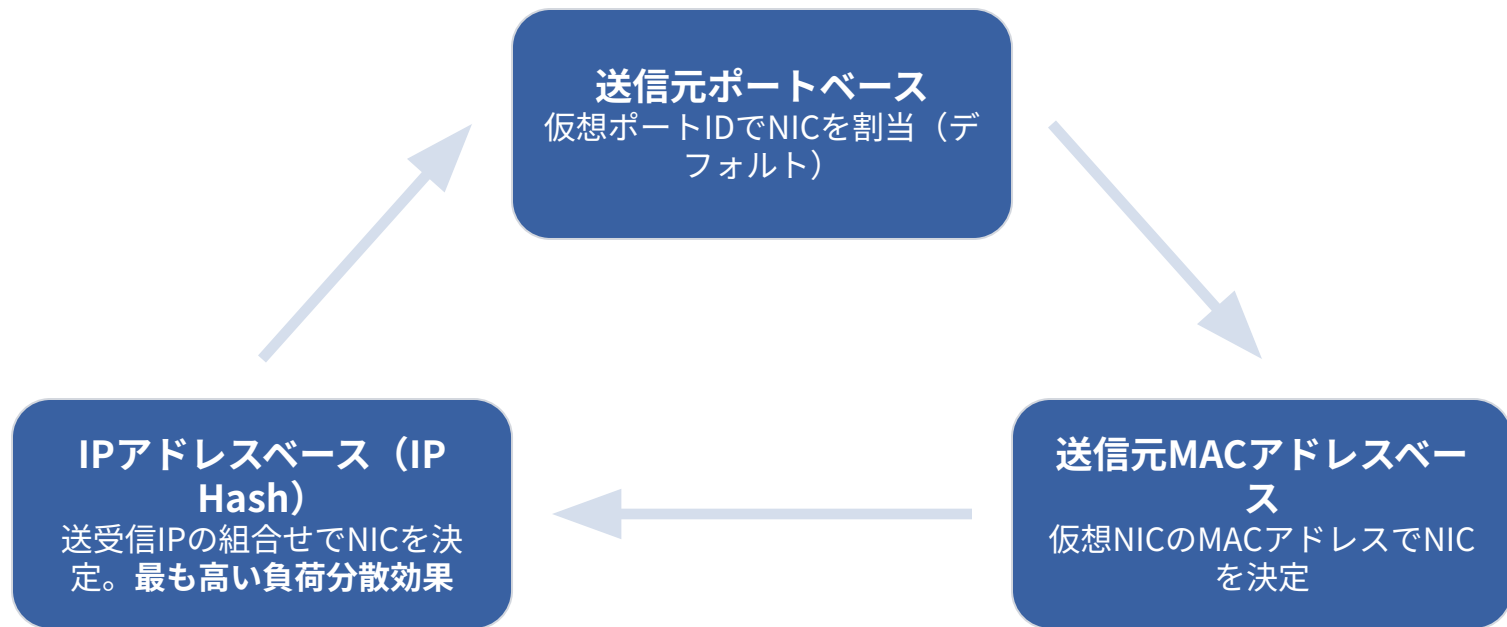 送信元ポートベース
仮想ポートIDでNICを割当（デ
フォルト）
IPアドレスベース（IP
Hash）
送受信IPの組合せでNICを決
定。最も高い負荷分散効果
送信元MACアドレスベー
ス
仮想NICのMACアドレスでNIC
を決定